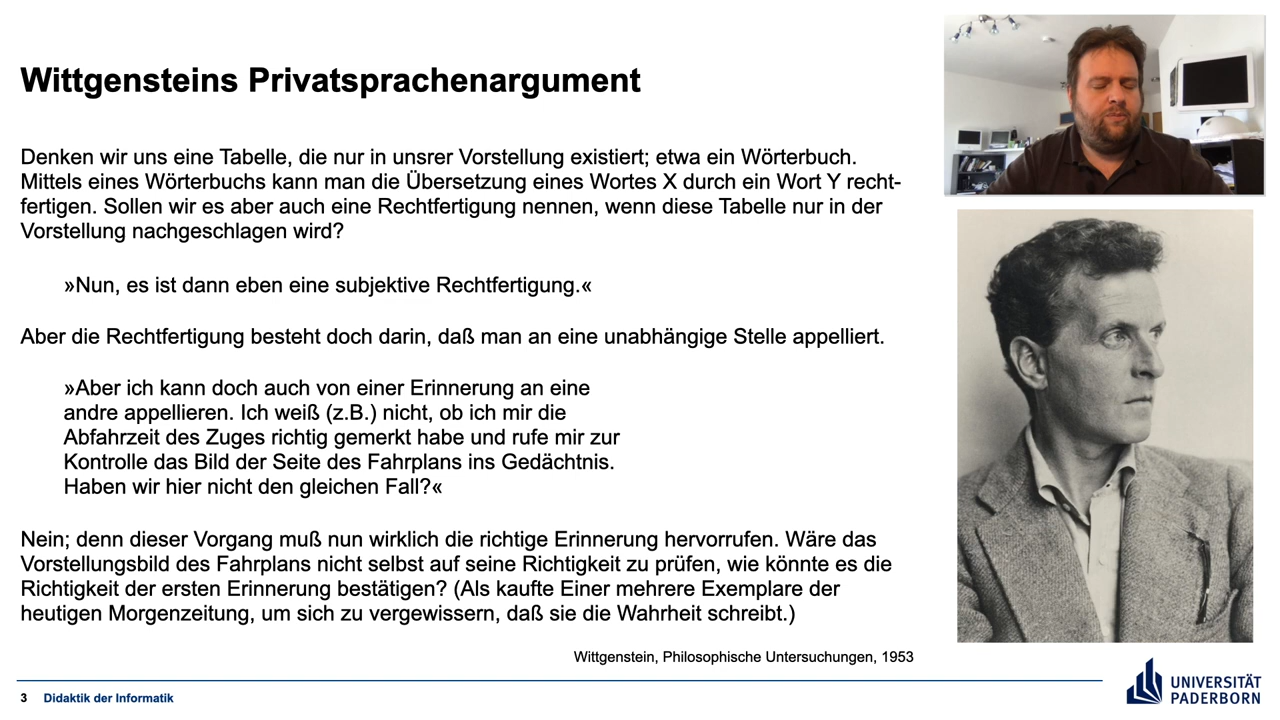 Wittgensteins Privatsprachenargument
Denken wir uns eine Tabelle, die nur in unsrer Vorstellung existiert; etwa ein Wörterbuch.
Mittels eines Wörterbuchs kann man die Übersetzung eines Wortes X durch ein Wort Y recht-
fertigen. Sollen wir es aber auch eine Rechtfertigung nennen, wenn diese Tabelle nur in der
Vorstellung nachgeschlagen wird?
»Nun, es ist dann eben eine subjektive Rechtfertigung.«
Aber die Rechtfertigung besteht doch darin, daß man an eine unabhängige Stelle appelliert.
»Aber ich kann doch auch von einer Erinnerung an eine
andre appellieren. Ich weiß (z.B.) nicht, ob ich mir die
Abfahrzeit des Zuges richtig gemerkt habe und rufe mir zur
Kontrolle das Bild der Seite des Fahrplans ins Gedächtnis.
Haben wir hier nicht den gleichen Fall?«
Nein; denn dieser Vorgang muß nun wirklich die richtige Erinnerung hervorrufen. Wäre das
Vorstellungsbild des Fahrplans nicht selbst auf seine Richtigkeit zu prüfen, wie könnte es die
Richtigkeit der ersten Erinnerung bestätigen? (Als kaufte Einer mehrere Exemplare der
heutigen Morgenzeitung, um sich zu vergewissern, daß sie die Wahrheit schreibt.)
Wittgenstein, Philosophische Untersuchungen, 1953
3 Didaktik der Informatik
UNIVERSITÄT
PADERBORN